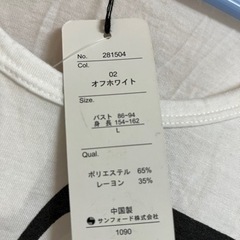 No. 281504
Col.
02
オフホワイト
Size.
バスト 86~94
身 長 154~162
L
Qual.
ポリエステル 65%
レーヨン 35%
中国製
サンフォード株式会社
1090